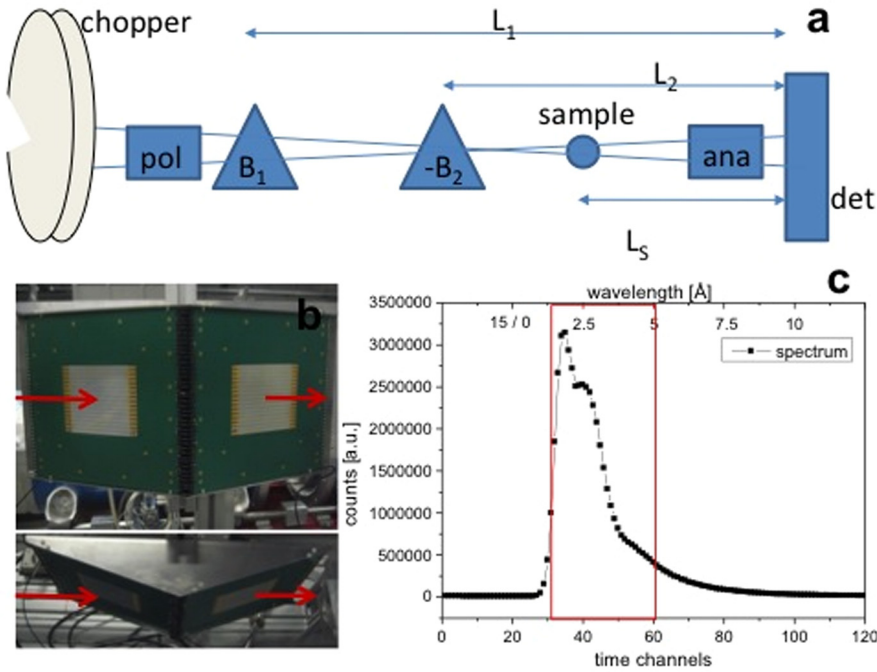 chopper
L1
a
L2
sample
pol
B1
-B2
ana
det
LS
b
c
wavelength [Å]
15 / 0 2.5 5 7.5 10
3500000
3000000
2500000
2000000
1500000
1000000
500000
0
counts [a.u.]
spectrum
0 20 40 60 80 100 120
time channels